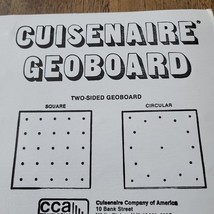 CUISENAIRE®
GEOBOARD
TWO-SIDED GEOBOARD
SQUARE
CIRCULAR
cca
Cuisenaire Company of America
10 Bank Street